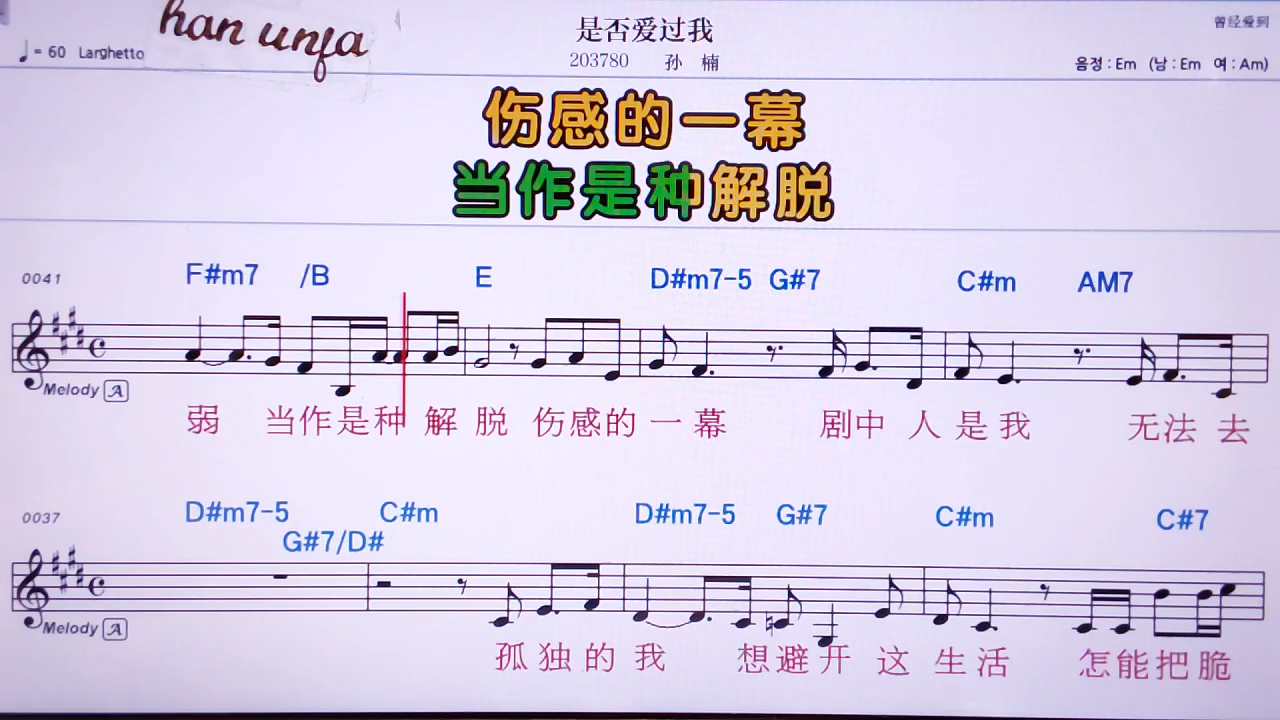 han unfa
是否爱过我
曾经爱到
♩= 60 Larghetto
203780 孙 楠
음정 : Em (남 : Em 여 : Am)
伤感的一幕
当作是种解脱
0041
F#m7 /B E D#m7-5 G#7 C#m AM7
Melody A
弱 当作是种 解 脱 伤感的 一 幕 剧中 人 是 我 无法 去
0037
D#m7-5 C#m D#m7-5 G#7 C#m C#7
G#7/D#
Melody A
孤 独 的 我 想避开 这 生活 怎能把脆